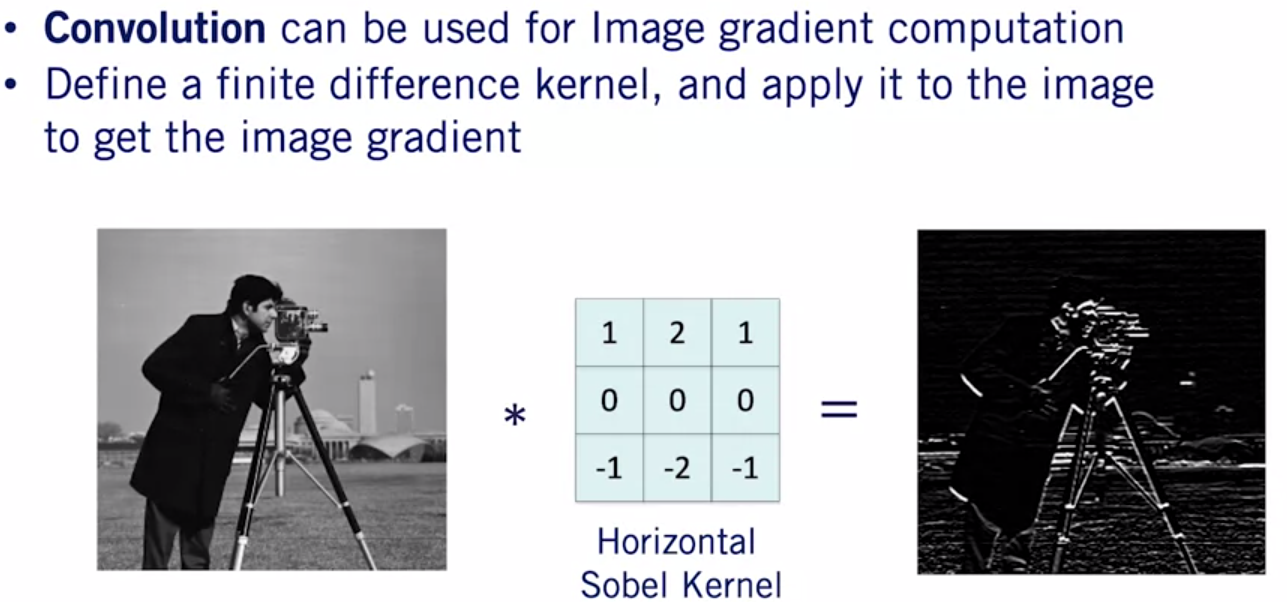 • Convolution can be used for Image gradient computation
• Define a finite difference kernel, and apply it to the image
to get the image gradient
1 2 1
* 0 0 0 =
-1 -2 -1
Horizontal
Sobel Kernel